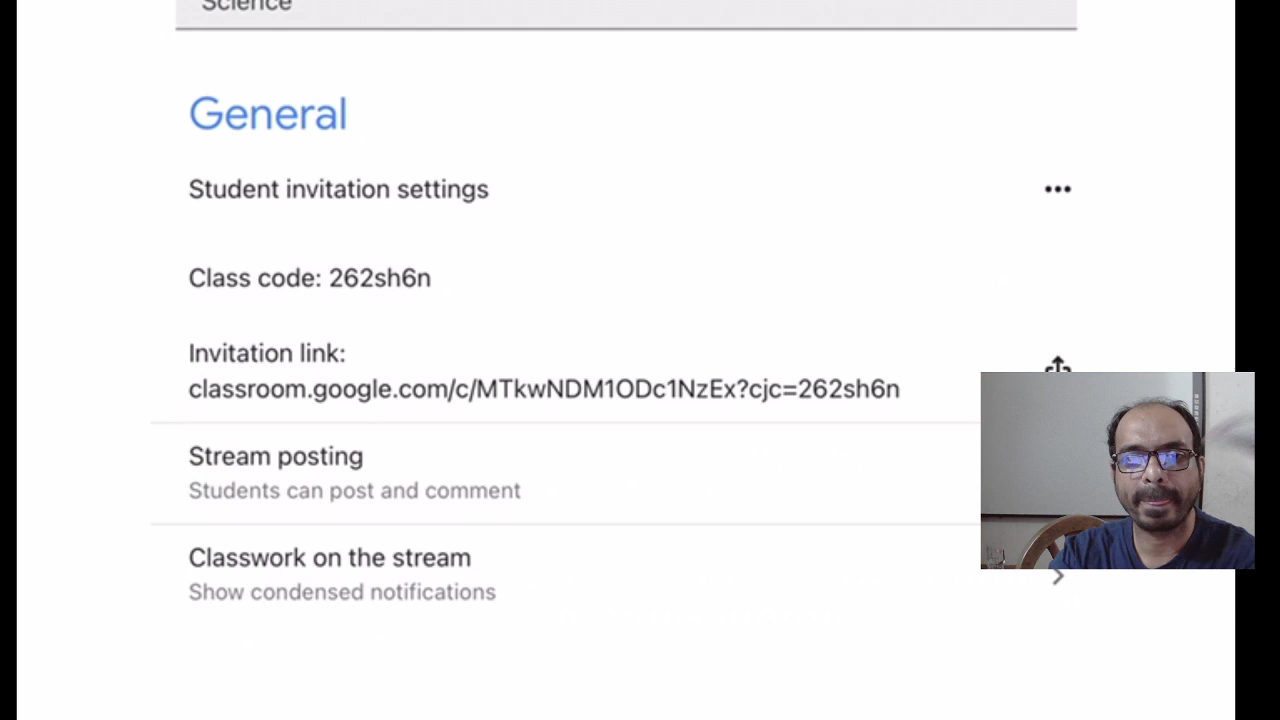 Science
General
Student invitation settings
Class code: 262sh6n
Invitation link:
classroom.google.com/c/MTkwNDM1ODc1NzEx?cjc=262sh6n
Stream posting
Students can post and comment
Classwork on the stream
Show condensed notifications